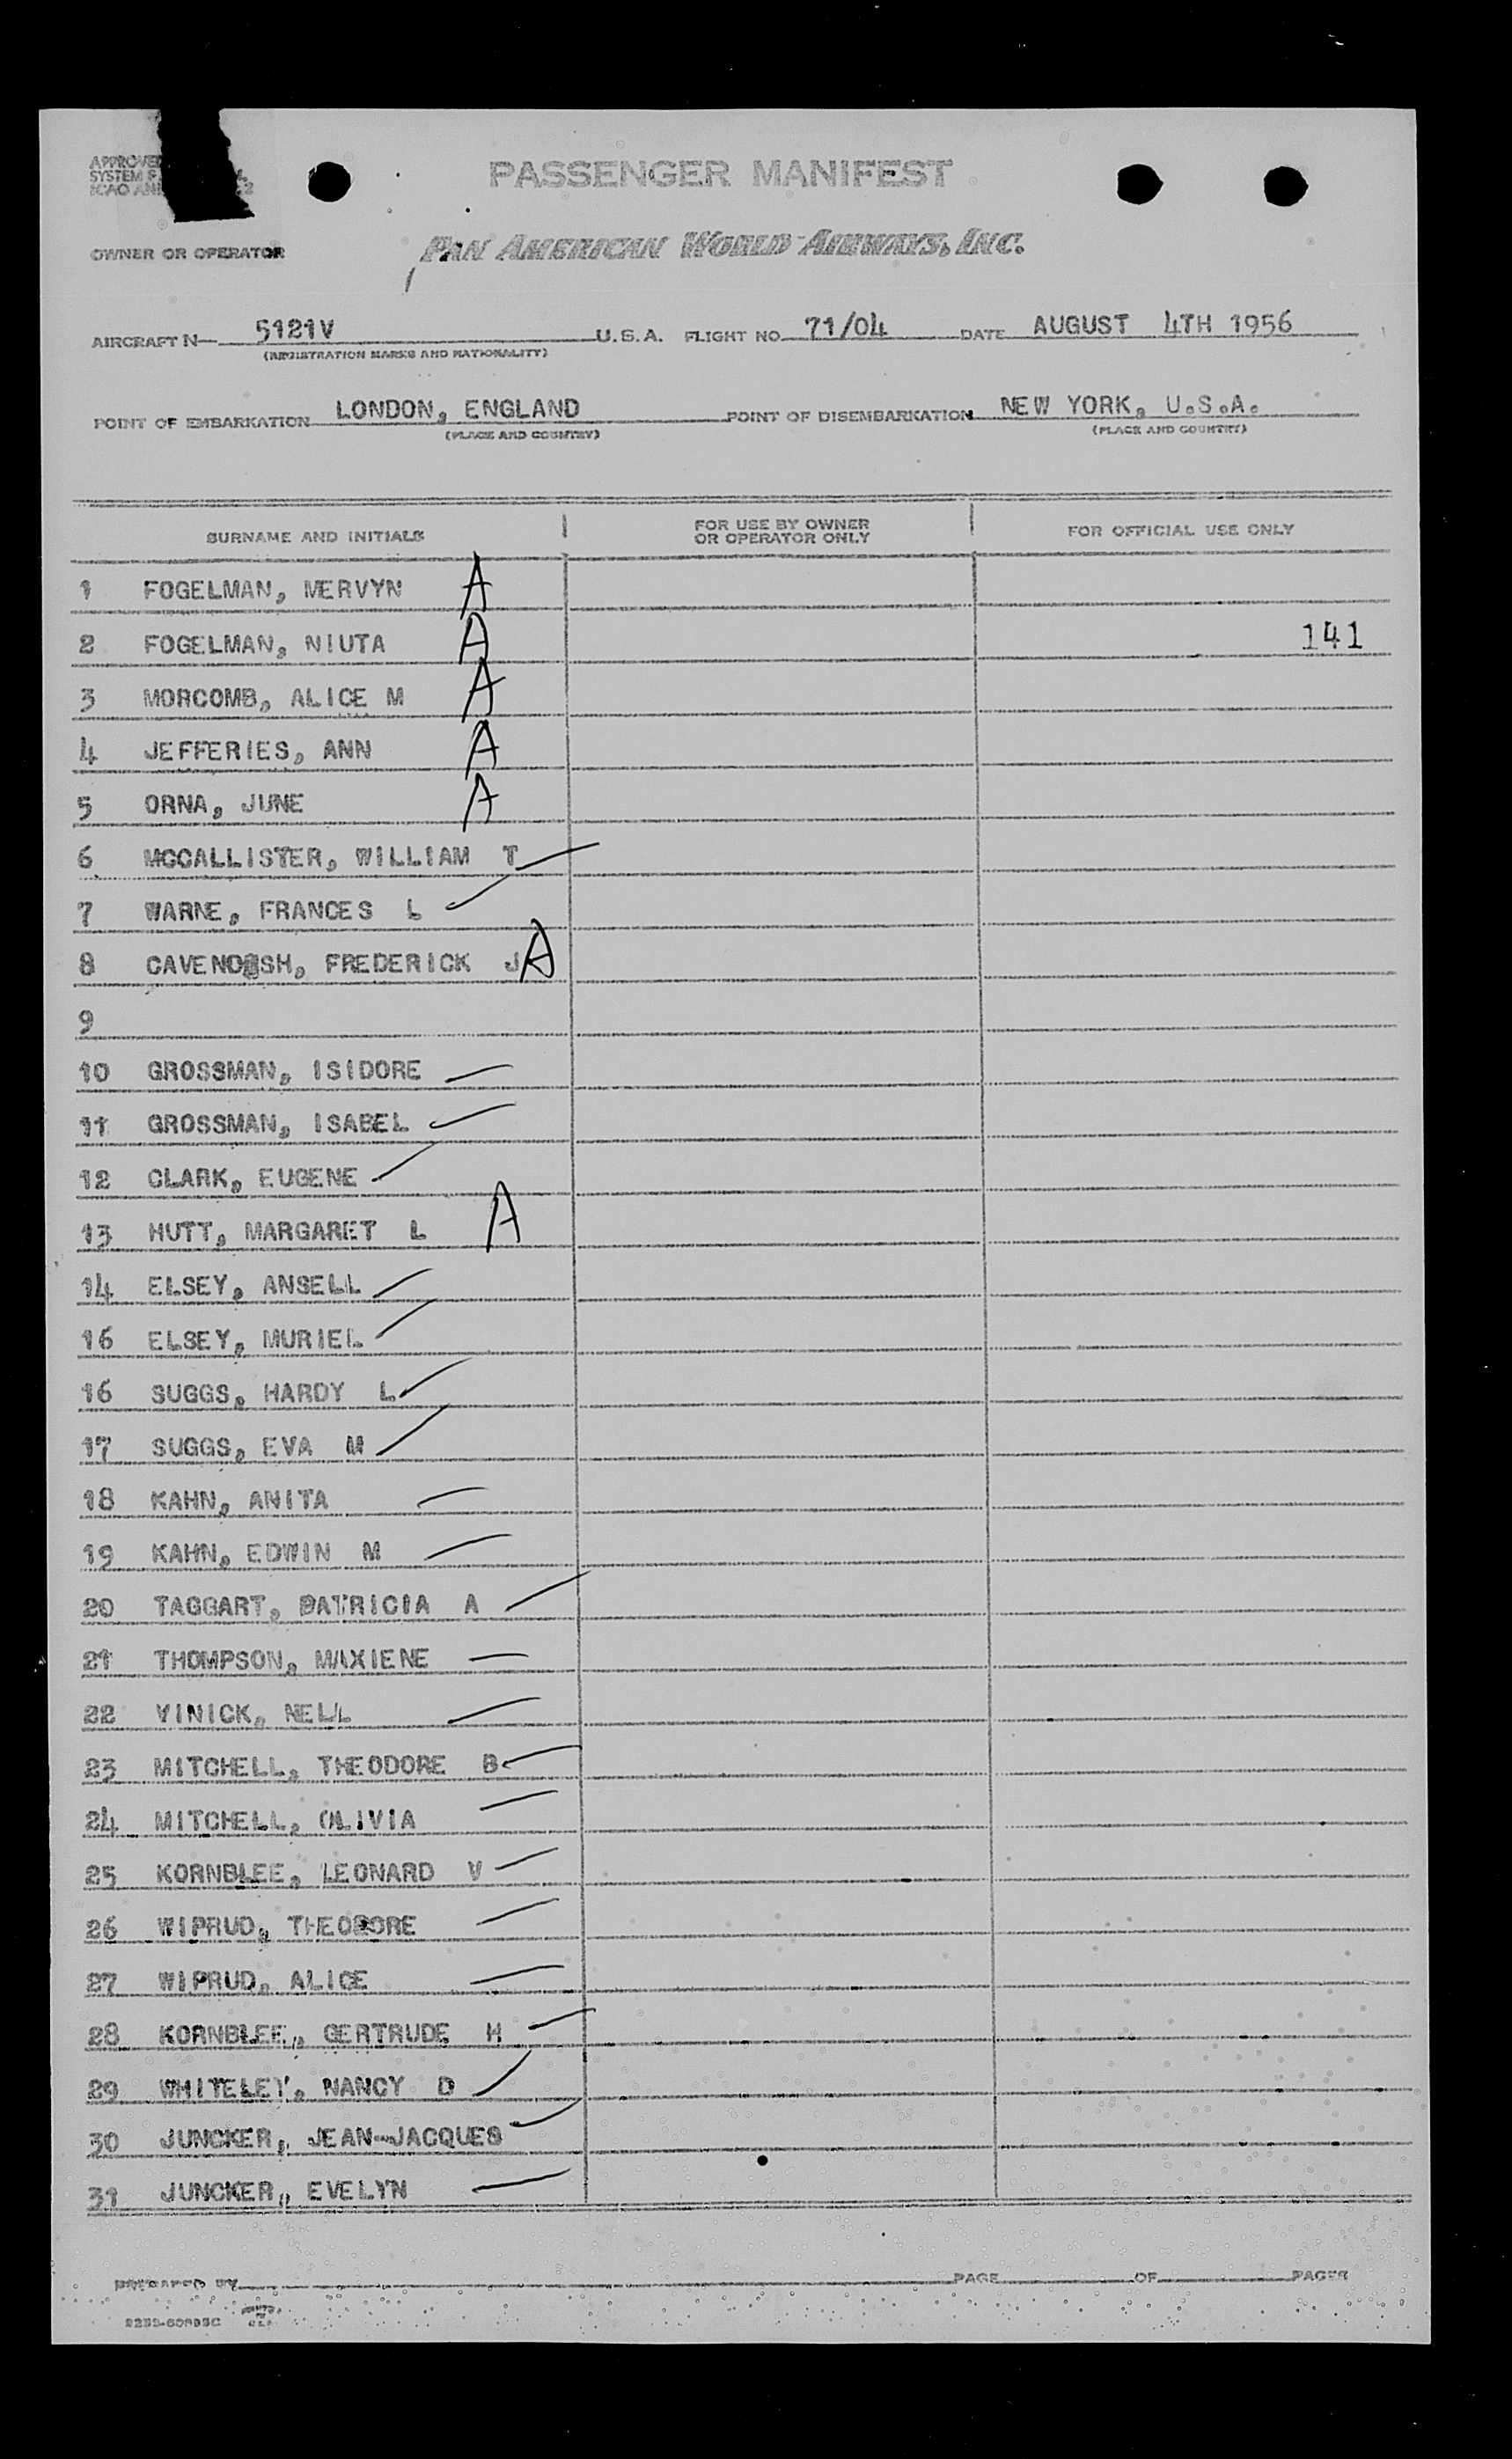 APPROVED
SYSTEM
ICAO
PASSENGER MANIFEST
OWNER OR OPERATOR
PAN AMERICAN WORLD AIRWAYS, INC.
AIRCRAFT N— 5121V U.S.A. FLIGHT NO 71/04 DATE AUGUST 4TH 1956
(REGISTRATION MARKS AND NATIONALITY)
POINT OF EMBARKATION LONDON, ENGLAND POINT OF DISEMBARKATION NEW YORK, U.S.A.
(PLACE AND COUNTRY) (PLACE AND COUNTRY)
SURNAME AND INITIALS FOR USE BY OWNER OR OPERATOR ONLY FOR OFFICIAL USE ONLY
1 FOGELMAN, MERVYN A
2 FOGELMAN, NIUTA A 141
3 MORCOMB, ALICE M A
4 JEFFERIES, ANN A
5 ORNA, JUNE A
6 MCCALLISTER, WILLIAM T
7 WARNE, FRANCES L
8 CAVENDISH, FREDERICK J A
9
10 GROSSMAN, ISIDORE
11 GROSSMAN, ISABEL
12 CLARK, EUGENE
13 HUTT, MARGARET L A
14 ELSEY, ANSELL
16 ELSEY, MURIEL
16 SUGGS, HARDY L
17 SUGGS, EVA M
18 KAHN, ANITA
19 KAHN, EDWIN M
20 TAGGART, PATRICIA A
21 THOMPSON, MAXIENE
22 VINICK, NELL
23 MITCHELL, THEODORE B
24 MITCHELL, OLIVIA
25 KORNBLEE, LEONARD V
26 WIPRUD, THEODORE
27 WIPRUD, ALICE
28 KORNBLEE, GERTRUDE H
29 WHITELEY, NANCY D
30 JUNCKER, JEAN-JACQUES
31 JUNCKER, EVELYN
PREPARED BY PAGE OF PAGES